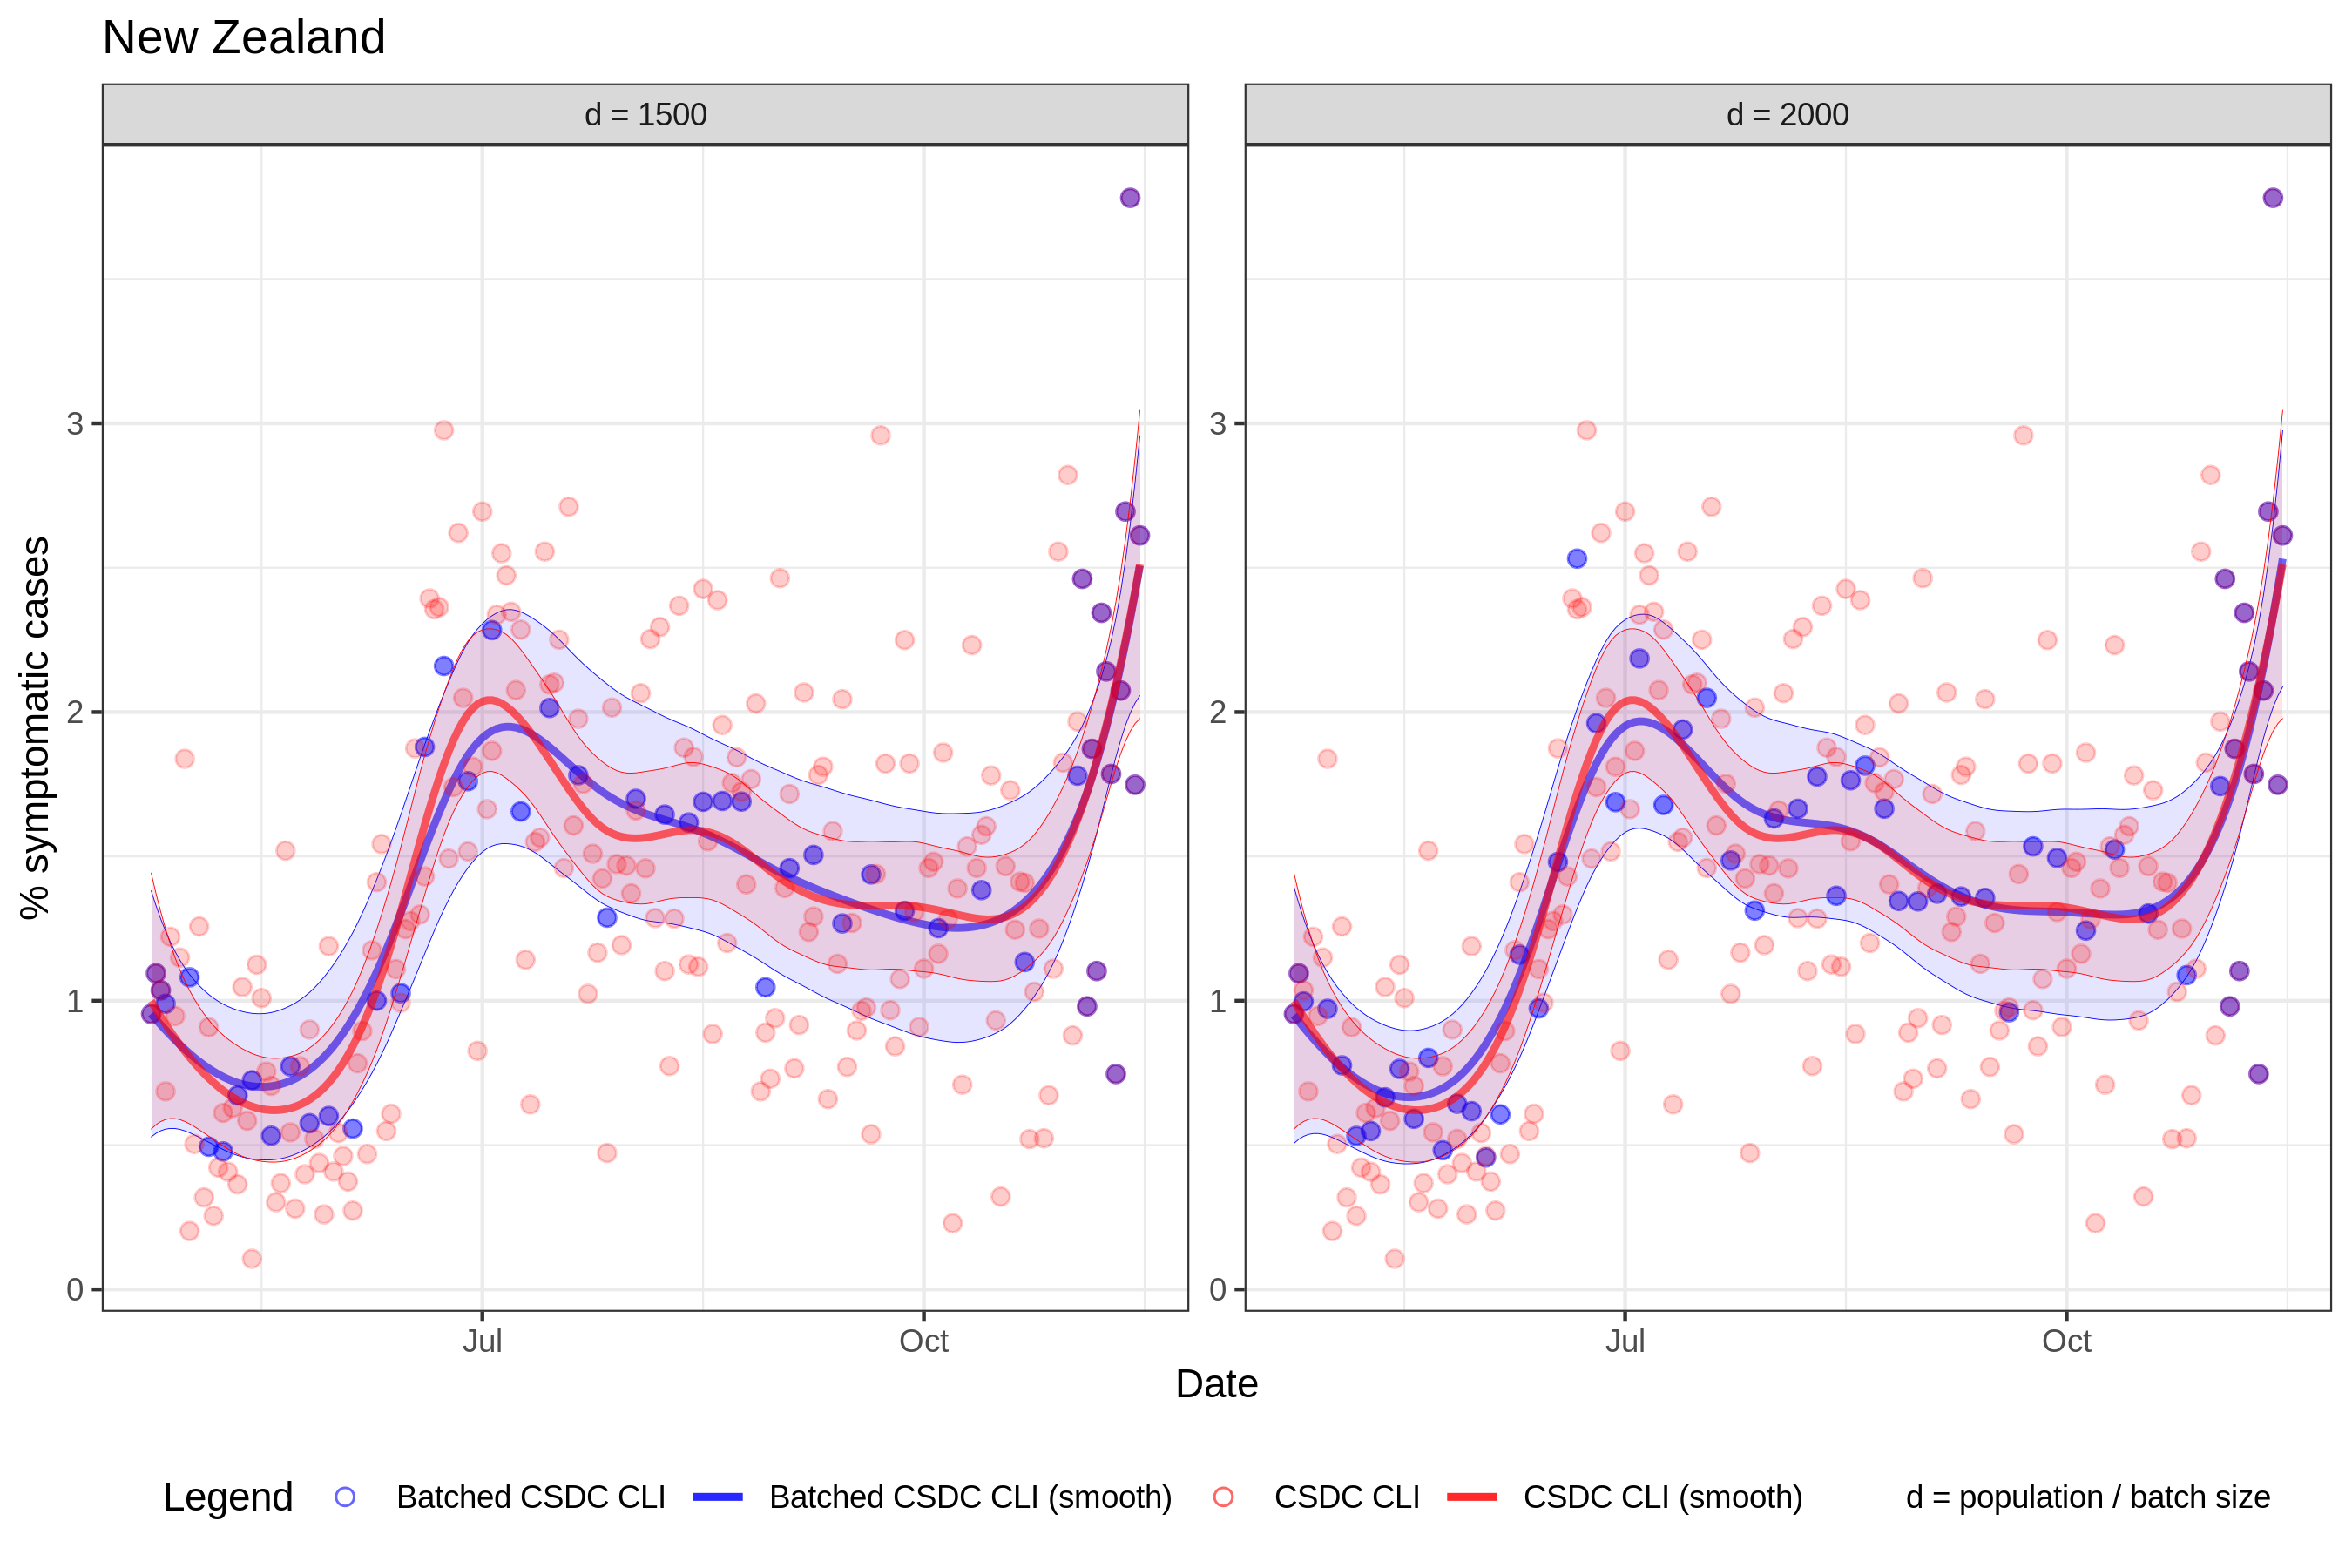 New Zealand
d = 1500
d = 2000
% symptomatic cases
3
2
1
0
3
2
1
0
Jul
Oct
Jul
Oct
Date
Legend Batched CSDC CLI Batched CSDC CLI (smooth) CSDC CLI CSDC CLI (smooth) d = population / batch size